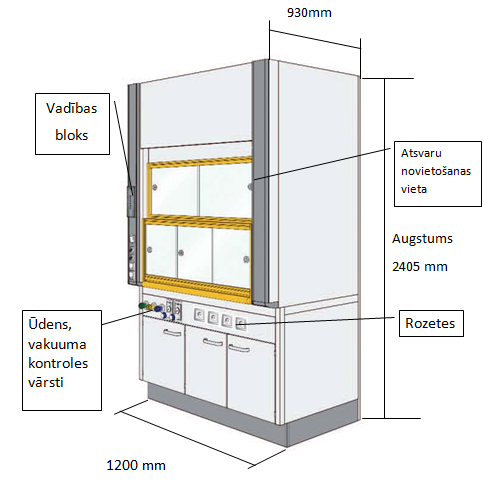 930mm
Vadības
bloks
Atsvaru
novietošanas
vieta
Augstums
2405 mm
Ūdens,
vakuuma
kontroles
vārsti
Rozetes
1200 mm